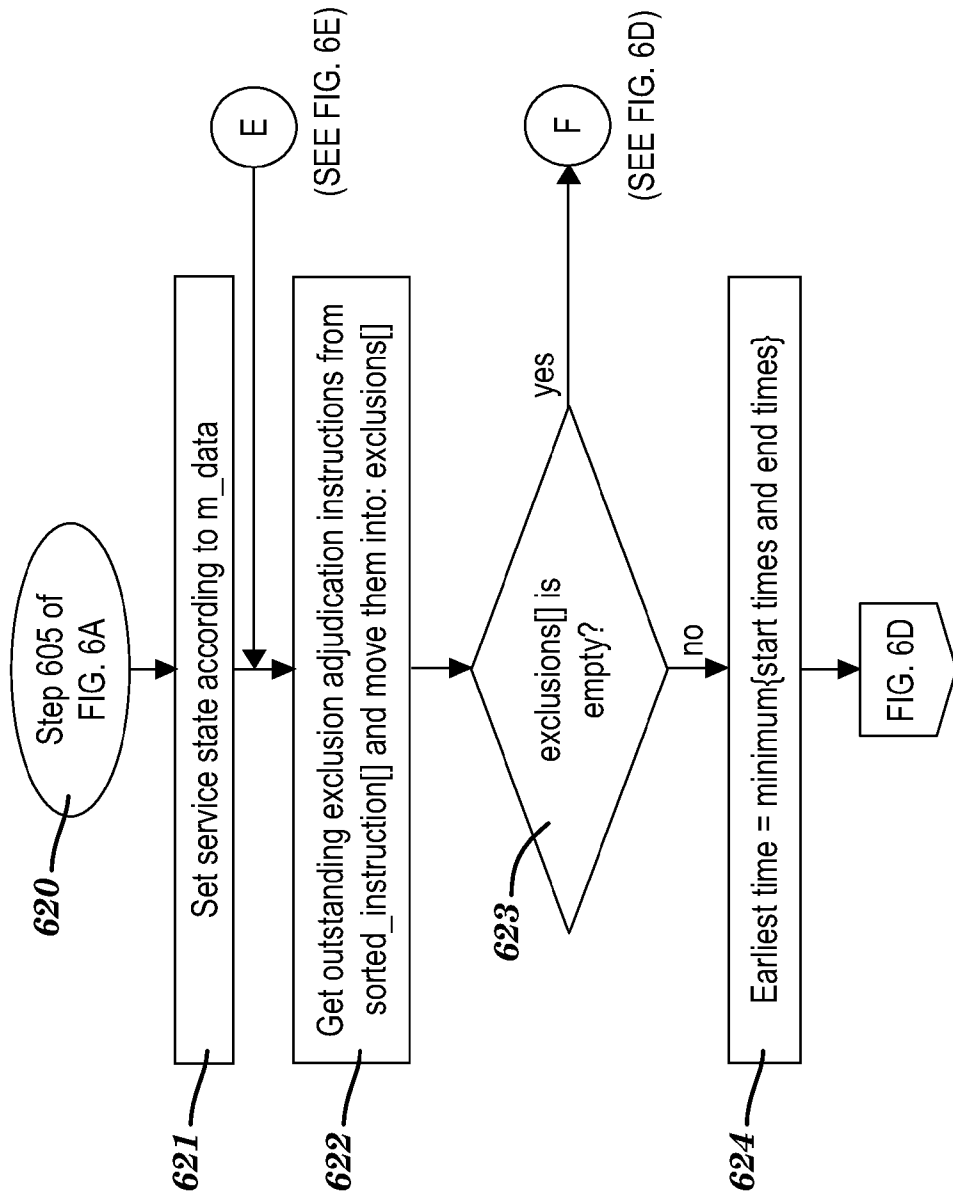 Step 605 of
FIG. 6A
620
Set service state according to m_data
621
E
(SEE FIG. 6E)
Get outstanding exclusion adjudication instructions from
sorted_instruction[] and move them into: exclusions[]
622
exclusions[] is
empty?
623
yes
F
(SEE FIG. 6D)
no
Earliest time = minimum{start times and end times}
624
FIG. 6D